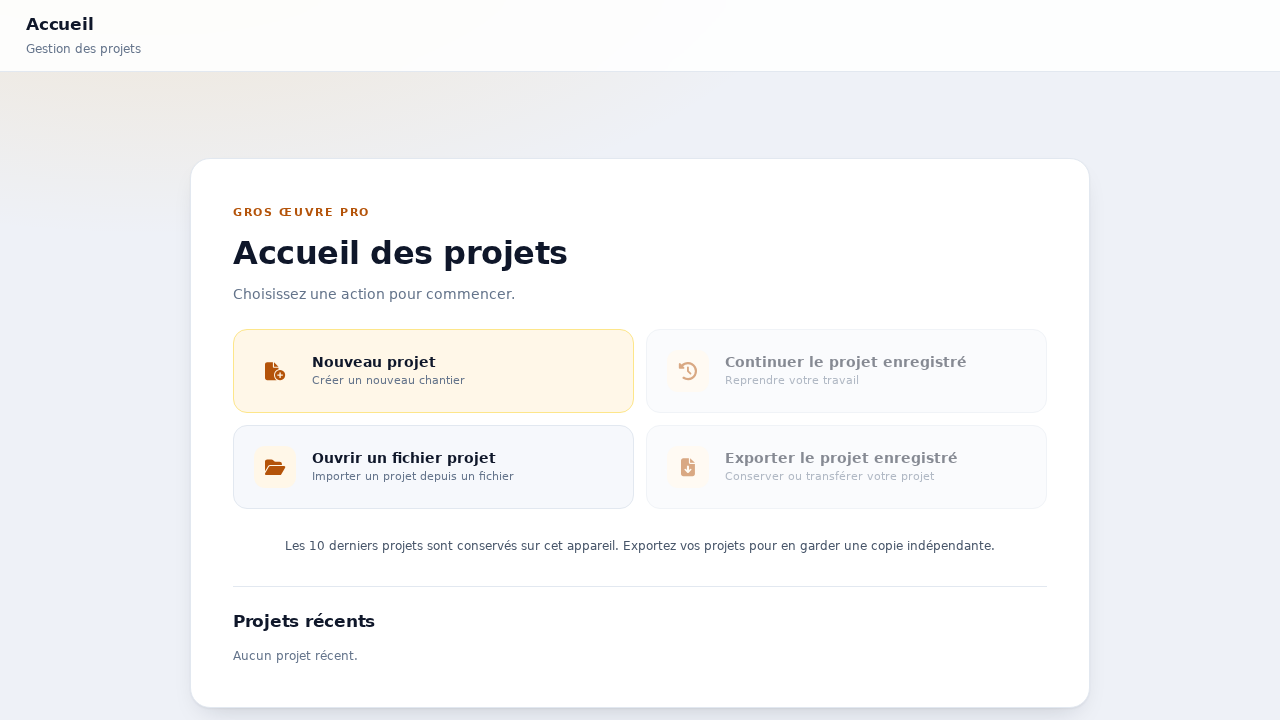 Accueil
Gestion des projets
GROS ŒUVRE PRO
Accueil des projets
Choisissez une action pour commencer.
Nouveau projet
Créer un nouveau chantier
Continuer le projet enregistré
Reprendre votre travail
Ouvrir un fichier projet
Importer un projet depuis un fichier
Exporter le projet enregistré
Conserver ou transférer votre projet
Les 10 derniers projets sont conservés sur cet appareil. Exportez vos projets pour en garder une copie indépendante.
Projets récents
Aucun projet récent.